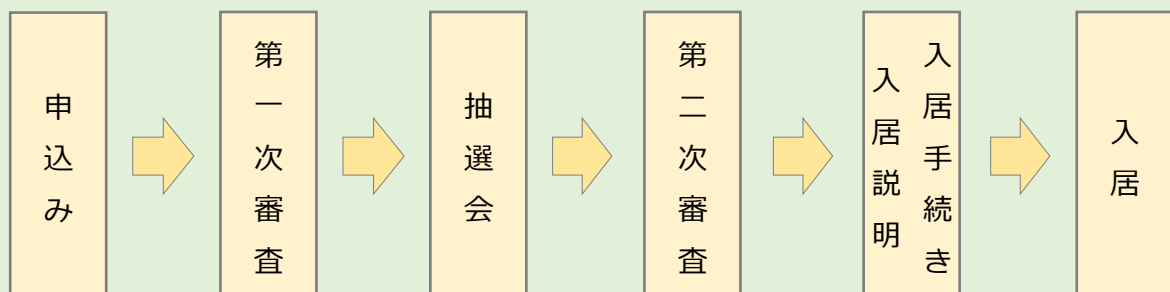 申込み
第一次審査
抽選会
第二次審査
入居手続き
入居説明
入居